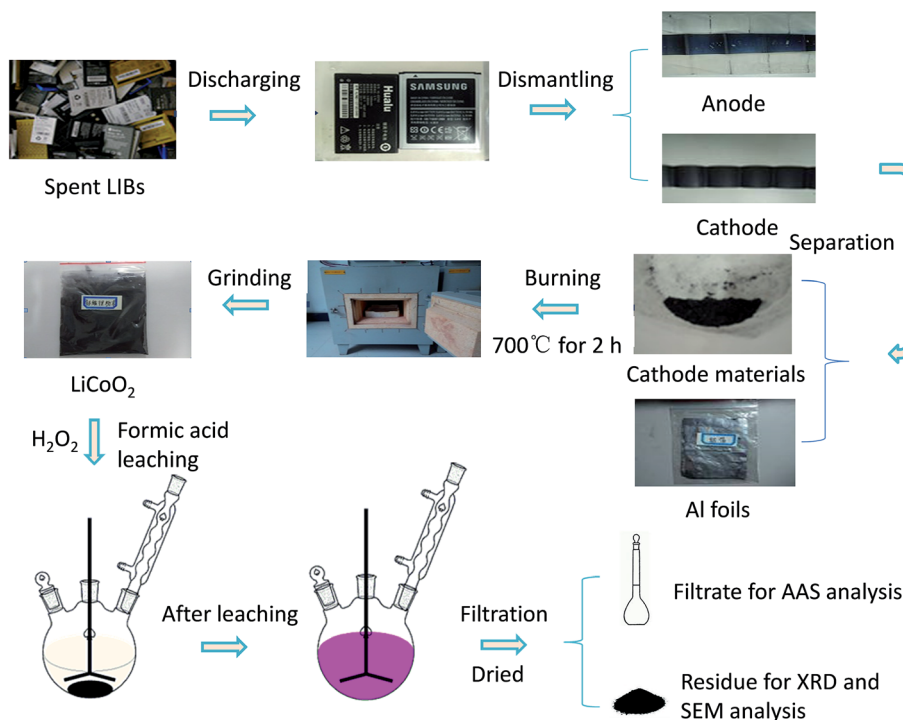 Discharging
Dismantling
Hualu
SAMSUNG
Anode
Spent LIBs
Cathode
Separation
Grinding
Burning
700℃ for 2 h
LiCoO₂
Cathode materials
H₂O₂
Formic acid
leaching
Al foils
After leaching
Filtration
Dried
Filtrate for AAS analysis
Residue for XRD and
SEM analysis